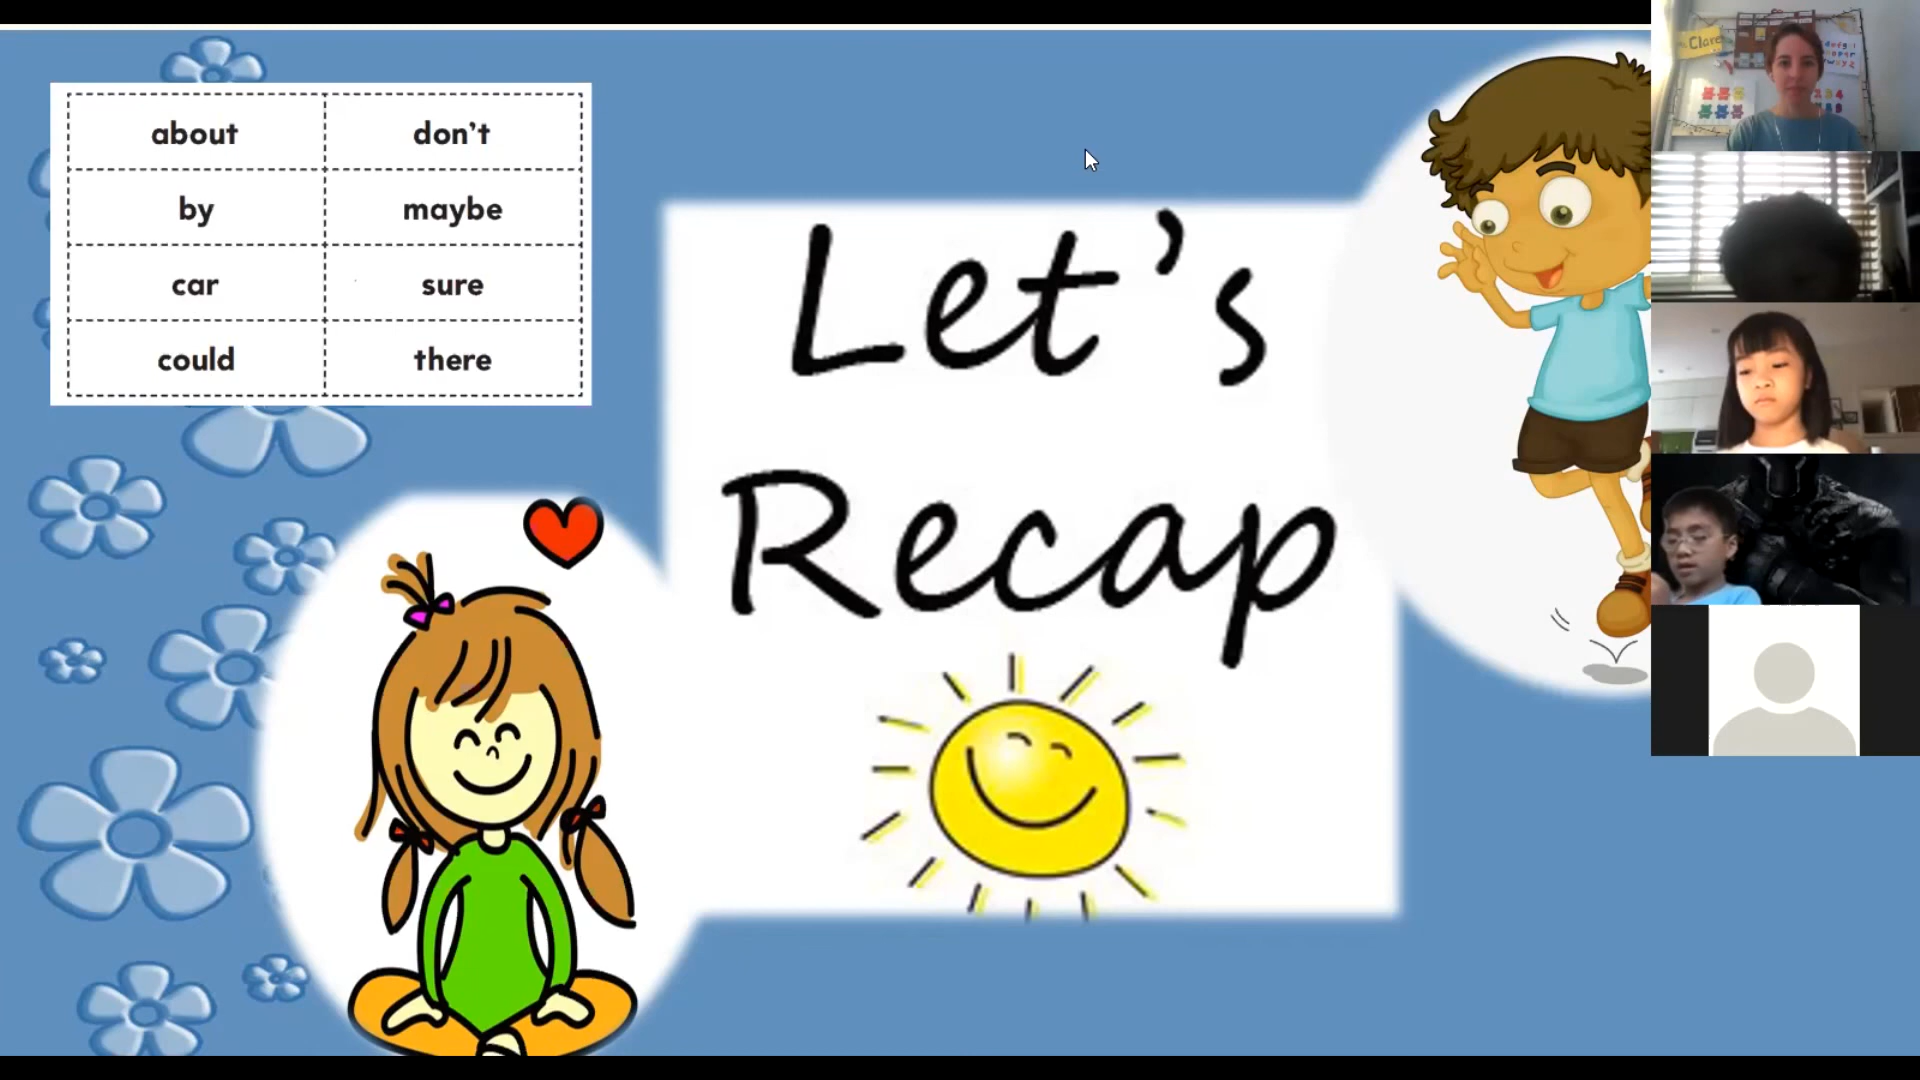 about don't
by maybe
car sure
could there
Let's
Recap
Clare